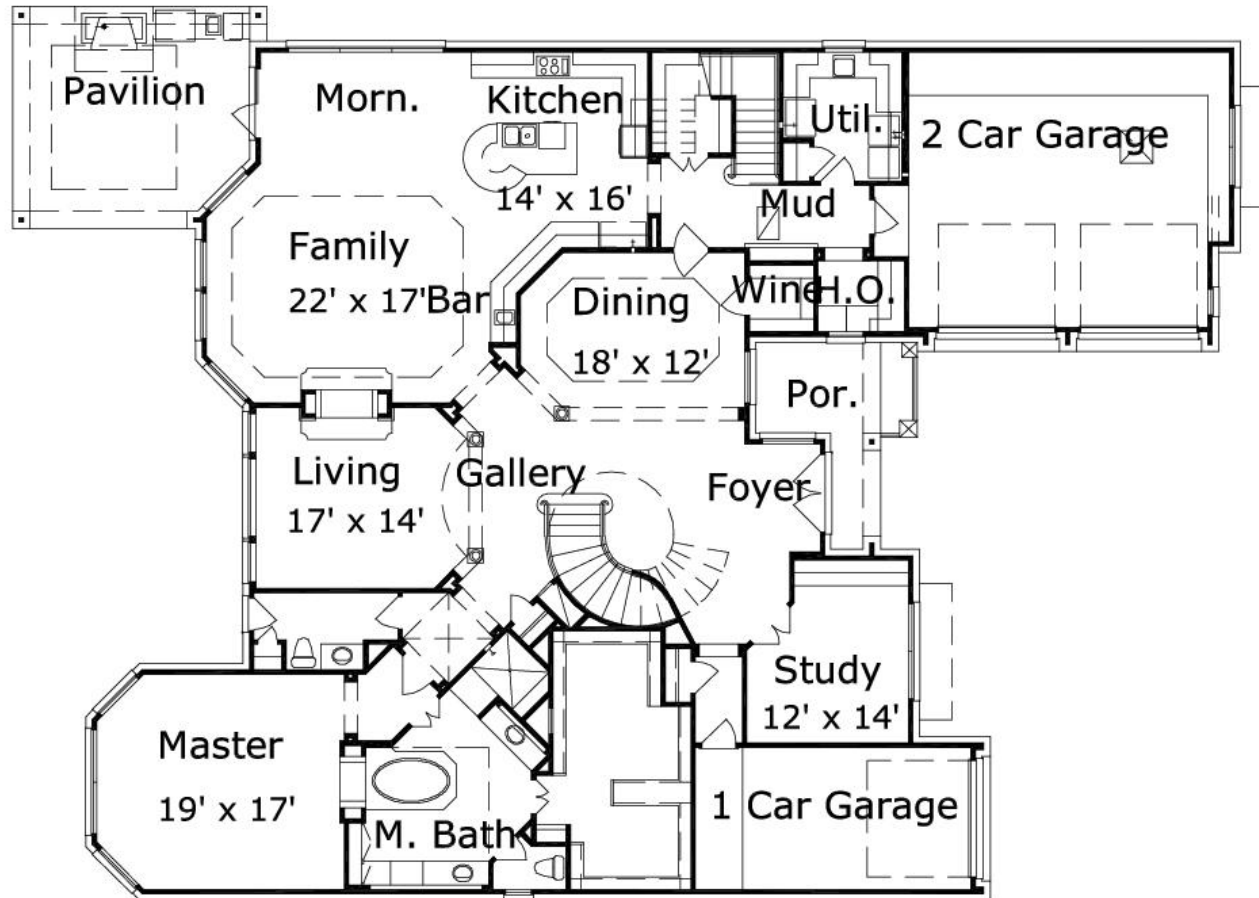 Pavilion
Morn.
Kitchen
14' x 16'
Util.
2 Car Garage
Mud
Family
22' x 17'
Bar
Dining
18' x 12'
Wine
H.O.
Por.
Living
17' x 14'
Gallery
Foyer
Study
12' x 14'
Master
19' x 17'
M. Bath
1 Car Garage